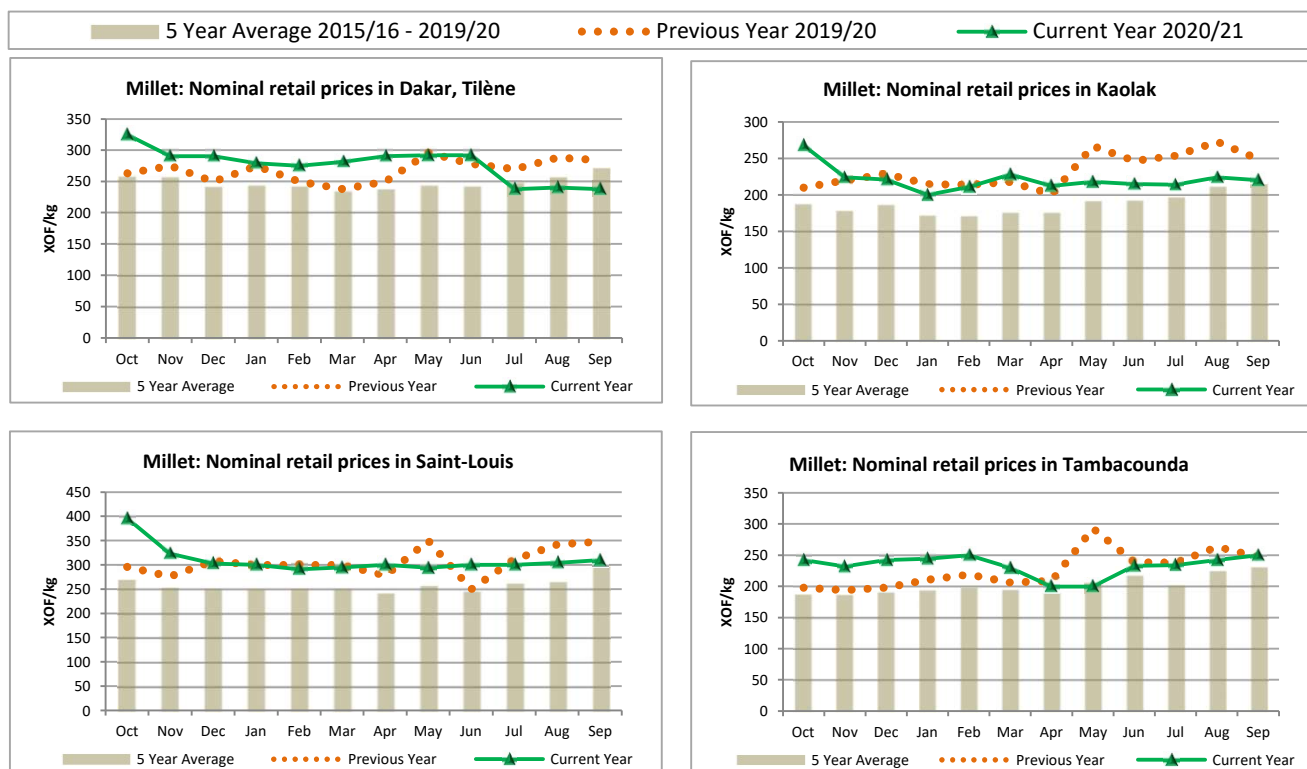 5 Year Average 2015/16 - 2019/20 Previous Year 2019/20 Current Year 2020/21
Millet: Nominal retail prices in Dakar, Tilène
XOF/kg
350
300
250
200
150
100
50
0
Oct Nov Dec Jan Feb Mar Apr May Jun Jul Aug Sep
5 Year Average Previous Year Current Year
Millet: Nominal retail prices in Kaolak
XOF/kg
300
250
200
150
100
50
0
Oct Nov Dec Jan Feb Mar Apr May Jun Jul Aug Sep
5 Year Average Previous Year Current Year
Millet: Nominal retail prices in Saint-Louis
XOF/kg
450
400
350
300
250
200
150
100
50
0
Oct Nov Dec Jan Feb Mar Apr May Jun Jul Aug Sep
5 Year Average Previous Year Current Year
Millet: Nominal retail prices in Tambacounda
XOF/kg
350
300
250
200
150
100
50
0
Oct Nov Dec Jan Feb Mar Apr May Jun Jul Aug Sep
5 Year Average Previous Year Current Year